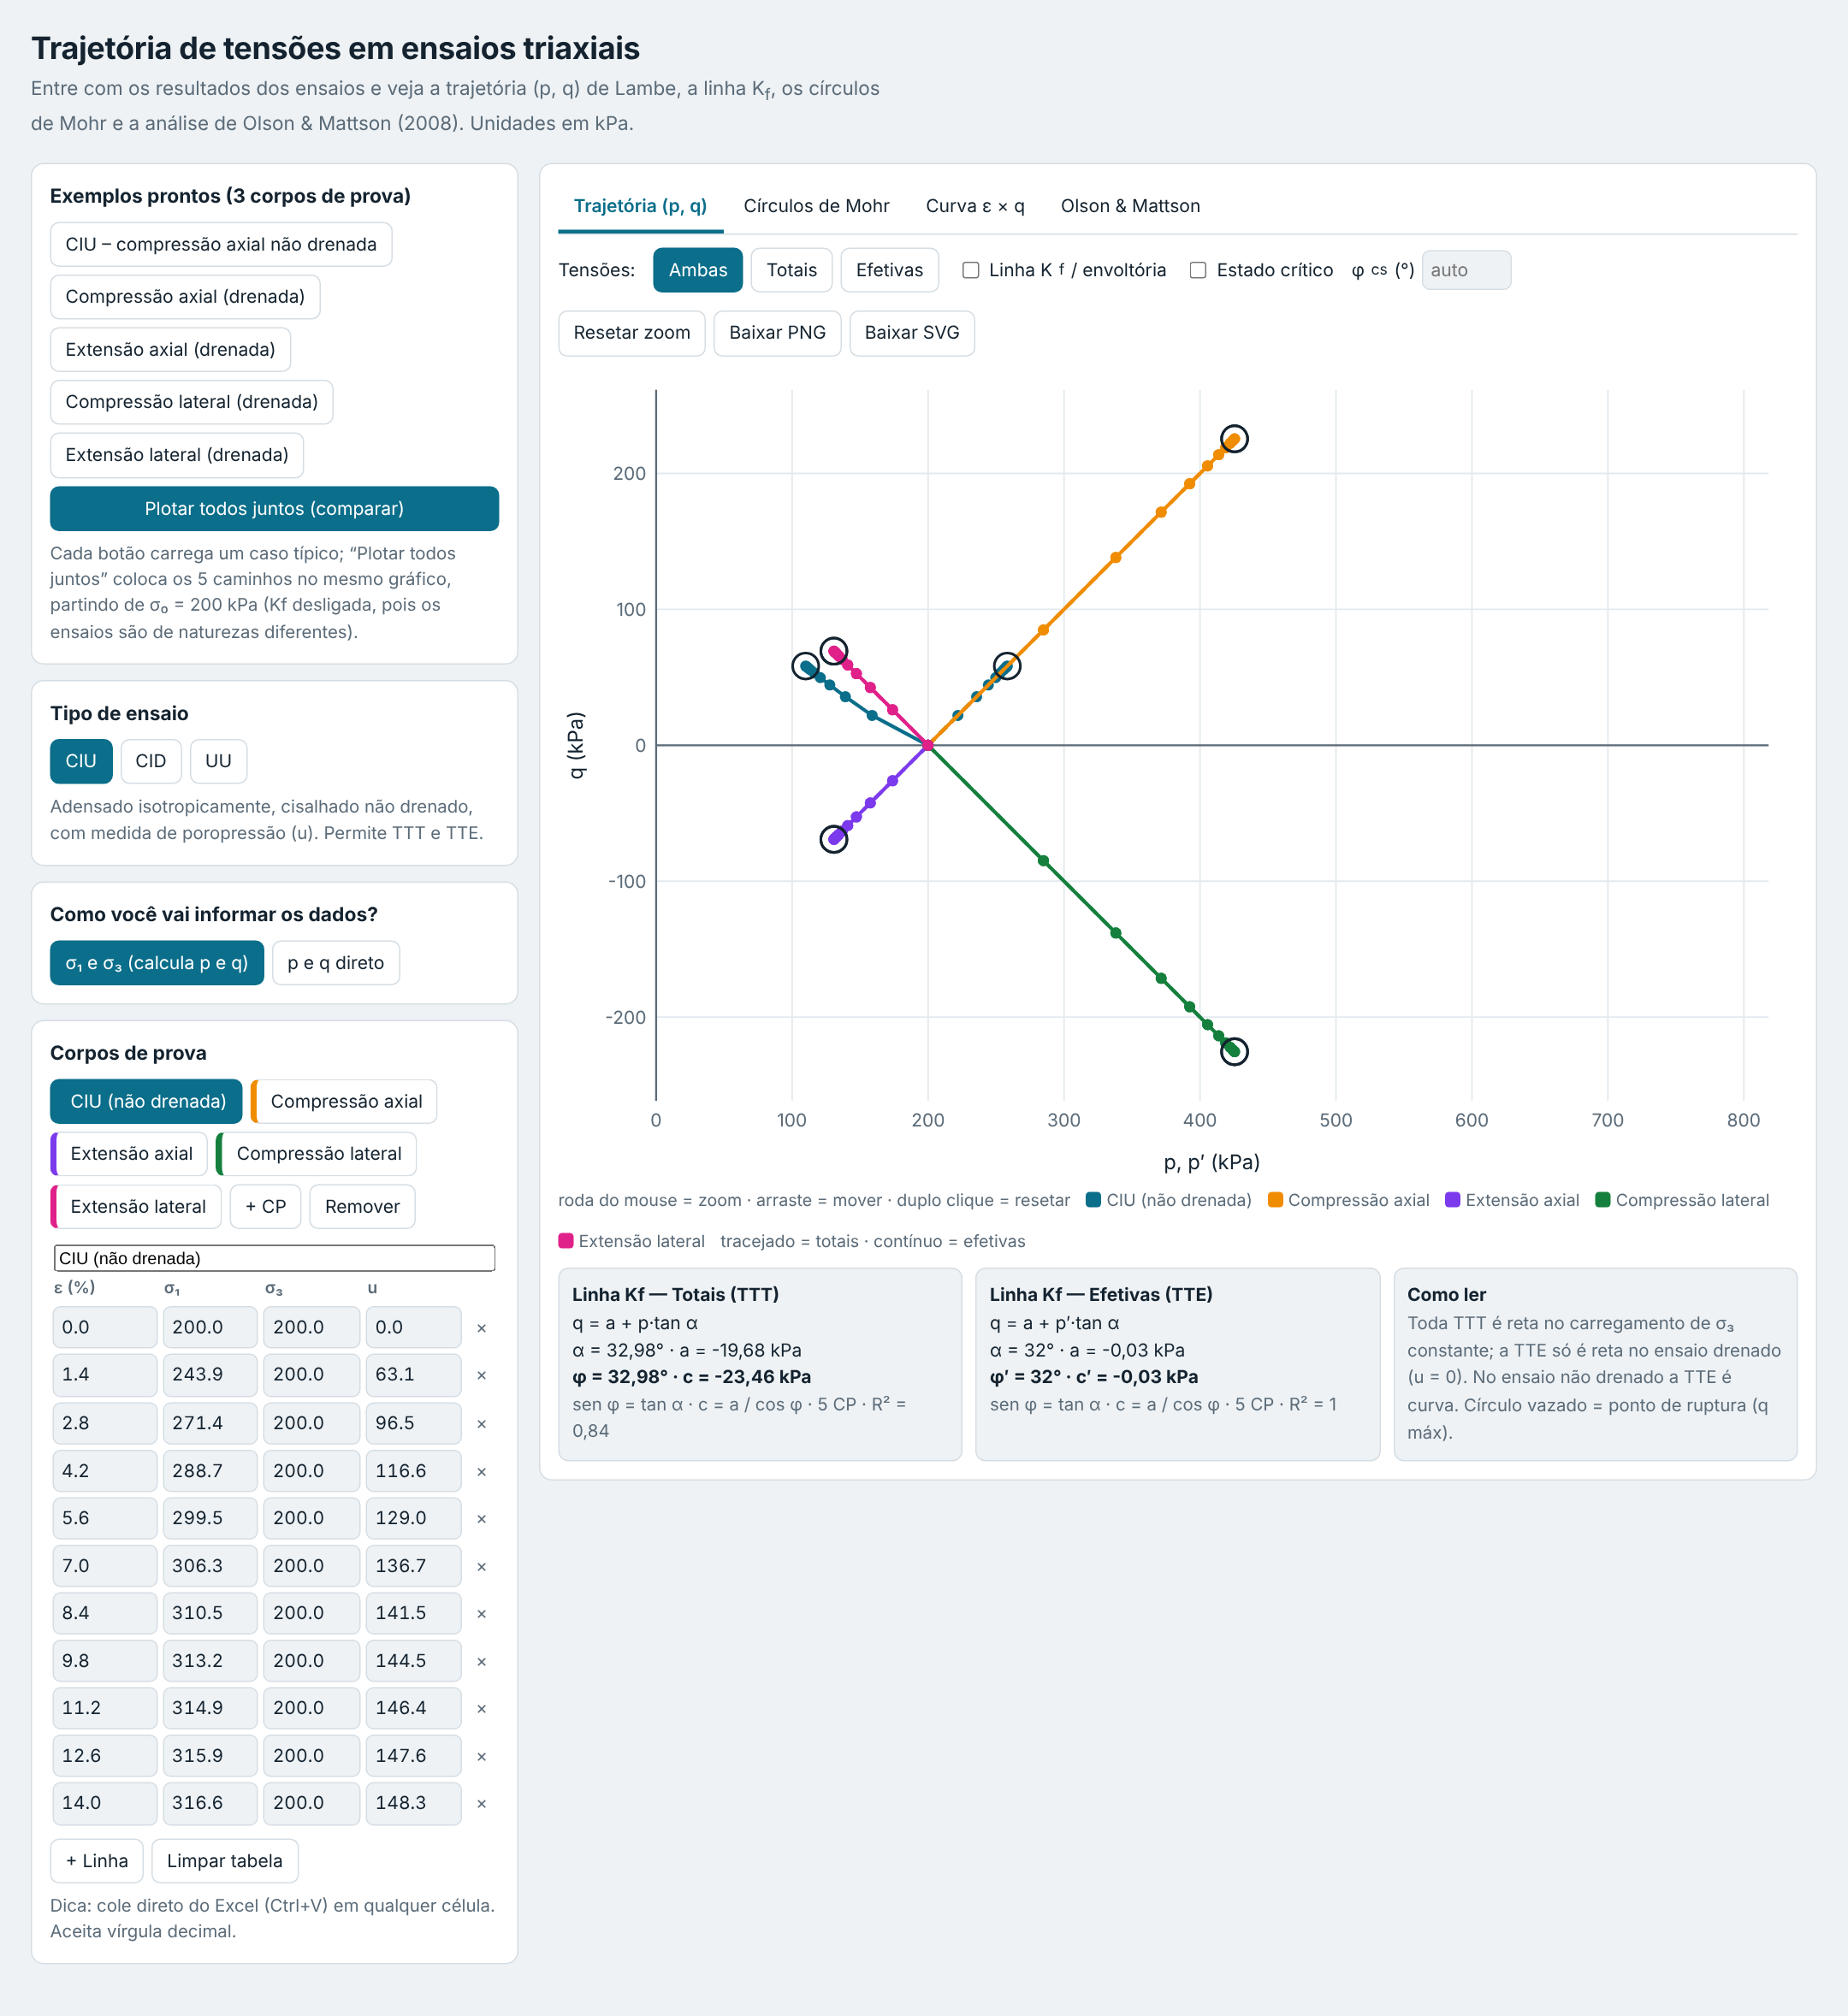 Trajetória de tensões em ensaios triaxiais
Entre com os resultados dos ensaios e veja a trajetória (p, q) de Lambe, a linha Kf, os círculos
de Mohr e a análise de Olson & Mattson (2008). Unidades em kPa.
Exemplos prontos (3 corpos de prova)
CIU – compressão axial não drenada
Compressão axial (drenada)
Extensão axial (drenada)
Compressão lateral (drenada)
Extensão lateral (drenada)
Plotar todos juntos (comparar)
Cada botão carrega um caso típico; “Plotar todos
juntos” coloca os 5 caminhos no mesmo gráfico,
partindo de σ₀ = 200 kPa (Kf desligada, pois os
ensaios são de naturezas diferentes).
Tipo de ensaio
CIU CID UU
Adensado isotropicamente, cisalhado não drenado,
com medida de poropressão (u). Permite TTT e TTE.
Como você vai informar os dados?
σ₁ e σ₃ (calcula p e q) p e q direto
Corpos de prova
CIU (não drenada) Compressão axial
Extensão axial Compressão lateral
Extensão lateral + CP Remover
CIU (não drenada)
ε (%) σ₁ σ₃ u
0.0 200.0 200.0 0.0 ×
1.4 243.9 200.0 63.1 ×
2.8 271.4 200.0 96.5 ×
4.2 288.7 200.0 116.6 ×
5.6 299.5 200.0 129.0 ×
7.0 306.3 200.0 136.7 ×
8.4 310.5 200.0 141.5 ×
9.8 313.2 200.0 144.5 ×
11.2 314.9 200.0 146.4 ×
12.6 315.9 200.0 147.6 ×
14.0 316.6 200.0 148.3 ×
+ Linha Limpar tabela
Dica: cole direto do Excel (Ctrl+V) em qualquer célula.
Aceita vírgula decimal.
Trajetória (p, q) Círculos de Mohr Curva ε × q Olson & Mattson
Tensões: Ambas Totais Efetivas Linha K f / envoltória Estado crítico φ cs (°) auto
Resetar zoom Baixar PNG Baixar SVG
200
100
0
-100
-200
q (kPa)
0 100 200 300 400 500 600 700 800
p, p′ (kPa)
roda do mouse = zoom · arraste = mover · duplo clique = resetar CIU (não drenada) Compressão axial Extensão axial Compressão lateral
Extensão lateral tracejado = totais · contínuo = efetivas
Linha Kf — Totais (TTT)
q = a + p·tan α
α = 32,98° · a = -19,68 kPa
φ = 32,98° · c = -23,46 kPa
sen φ = tan α · c = a / cos φ · 5 CP · R² =
0,84
Linha Kf — Efetivas (TTE)
q = a + p′·tan α
α = 32° · a = -0,03 kPa
φ′ = 32° · c′ = -0,03 kPa
sen φ = tan α · c = a / cos φ · 5 CP · R² = 1
Como ler
Toda TTT é reta no carregamento de σ₃
constante; a TTE só é reta no ensaio drenado
(u = 0). No ensaio não drenado a TTE é
curva. Círculo vazado = ponto de ruptura (q
máx).